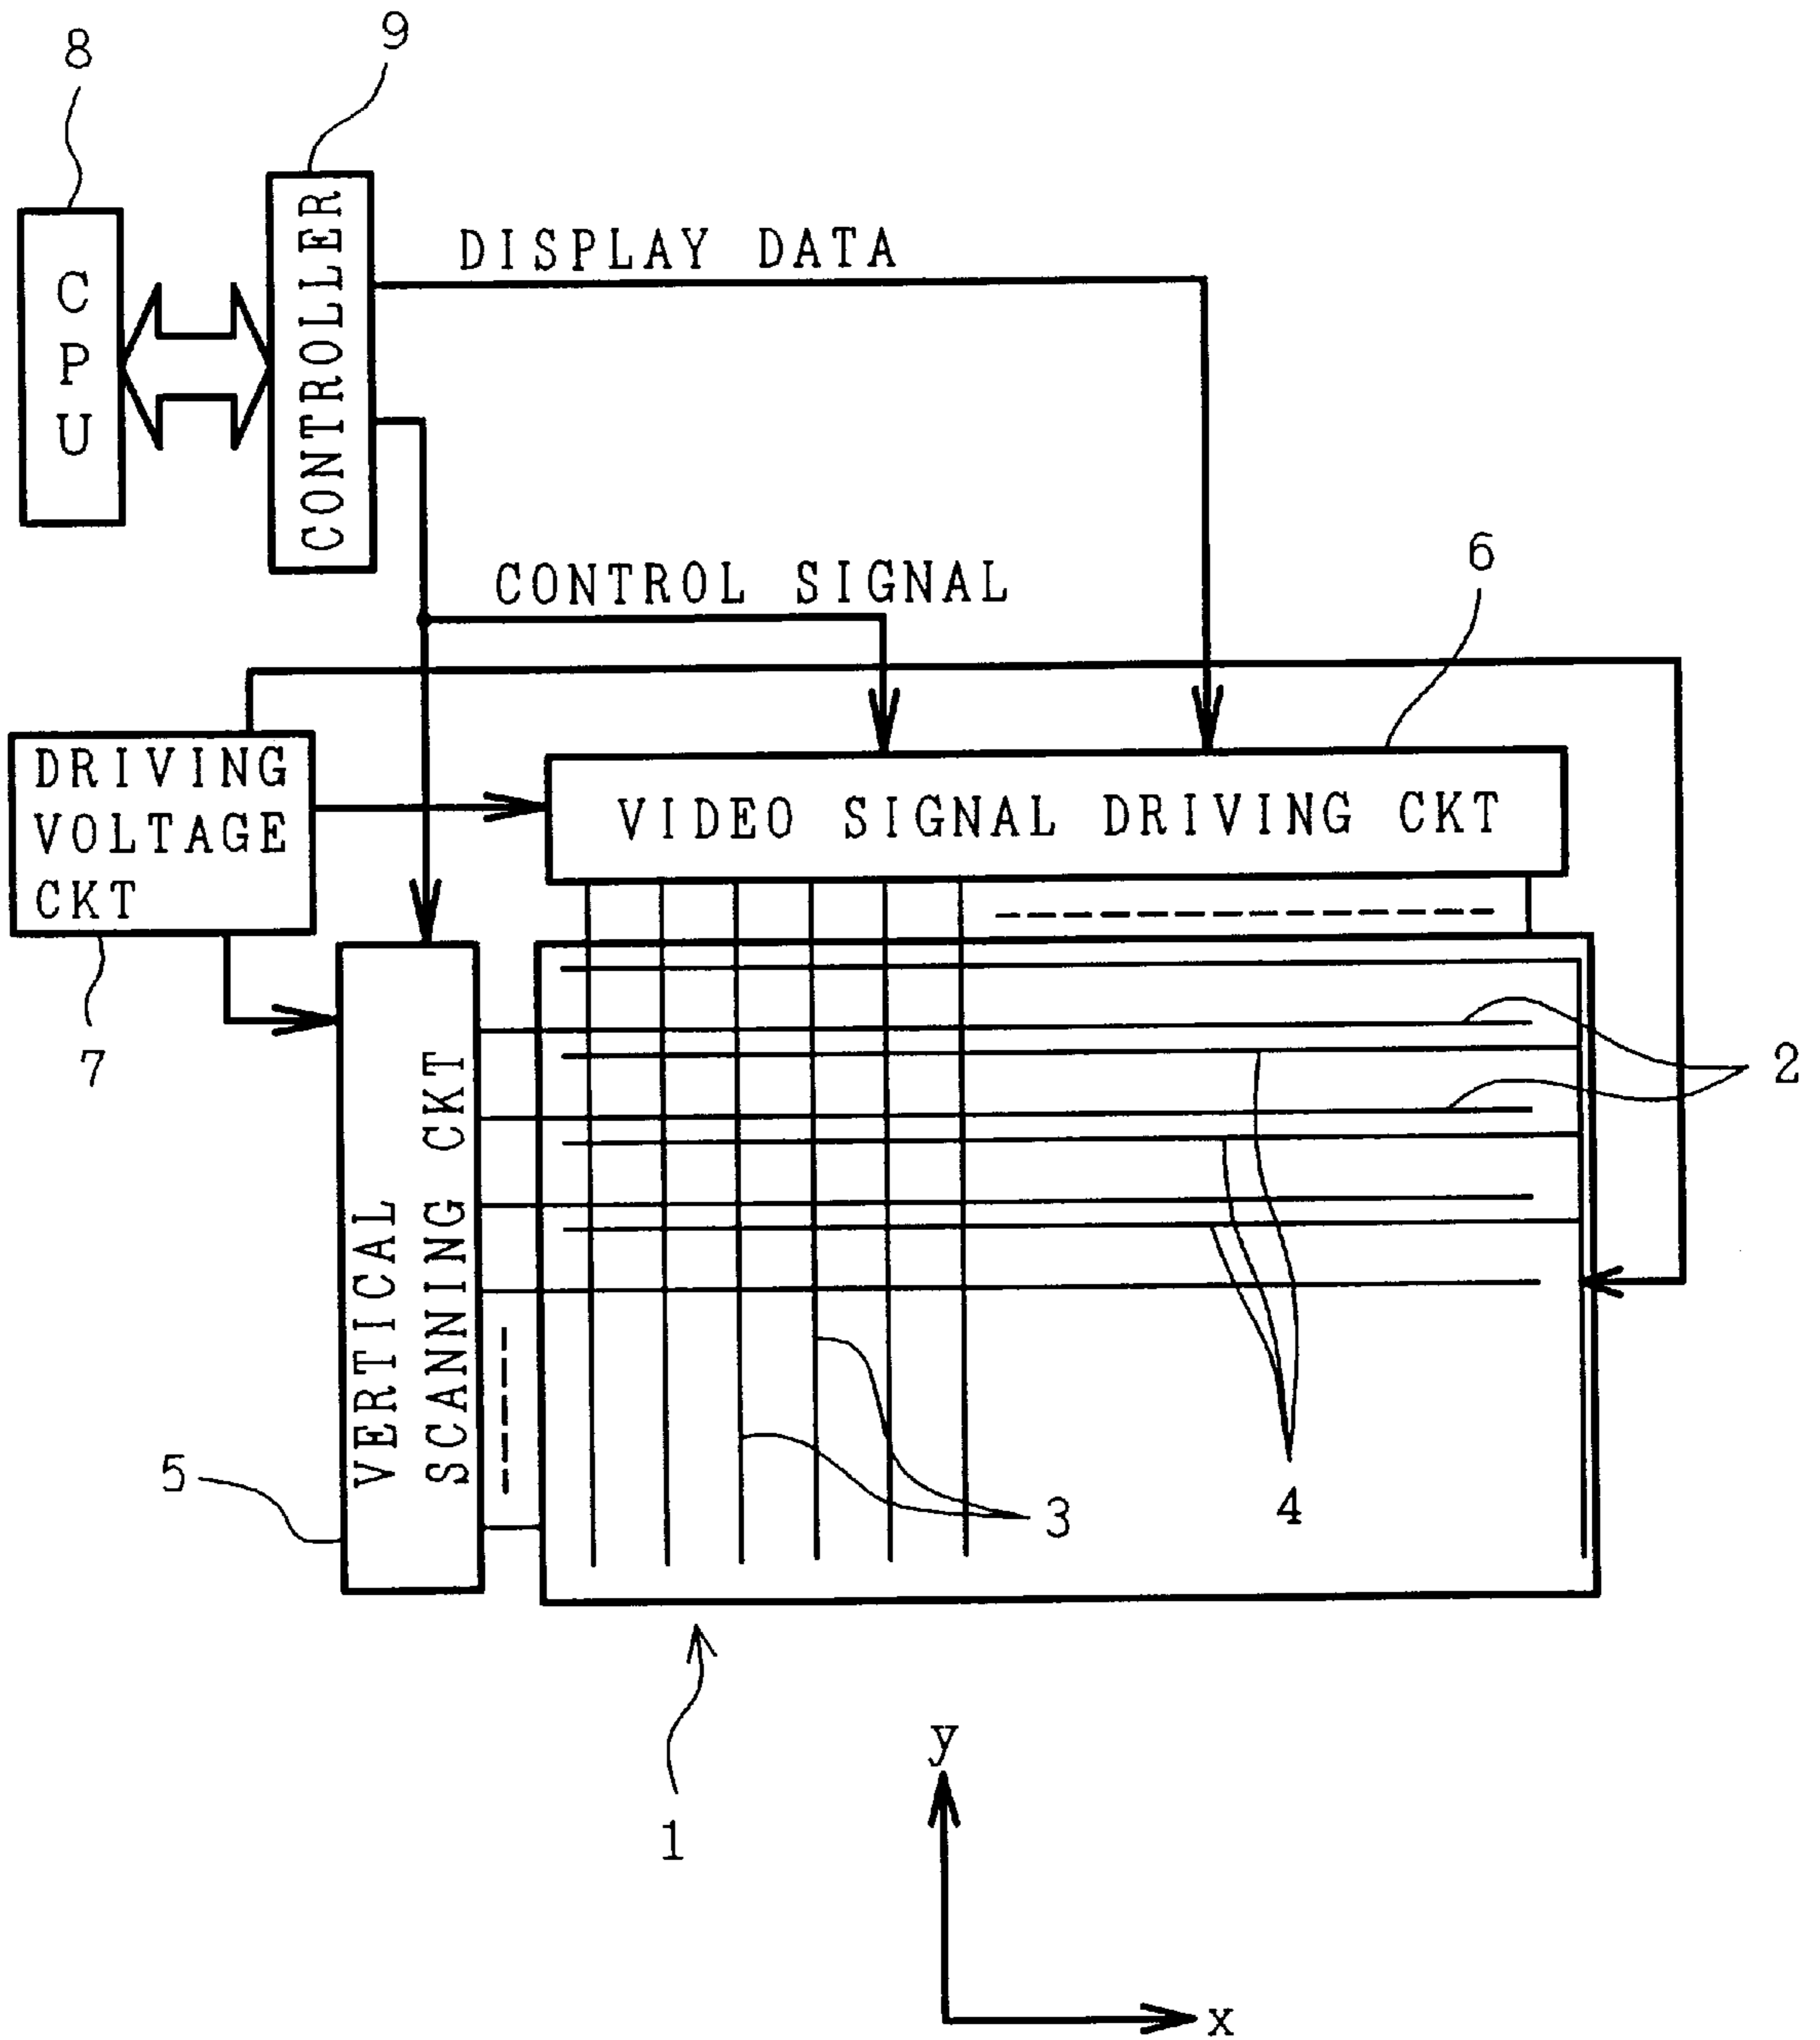 9
8
CONTROLLER
DISPLAY DATA
C
P
U
CONTROL SIGNAL
6
DRIVING
VOLTAGE
CKT
VIDEO SIGNAL DRIVING CKT
7
2
VERTICAL
SCANNING CKT
5
3
4
1
y
x